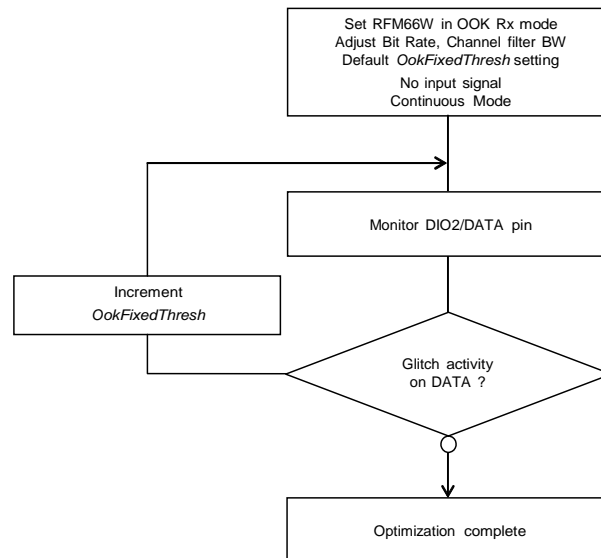 Set RFM66W in OOK Rx mode
Adjust Bit Rate, Channel filter BW
Default OokFixedThresh setting
No input signal
Continuous Mode
Monitor DIO2/DATA pin
Increment
OokFixedThresh
Glitch activity
on DATA ?
Optimization complete